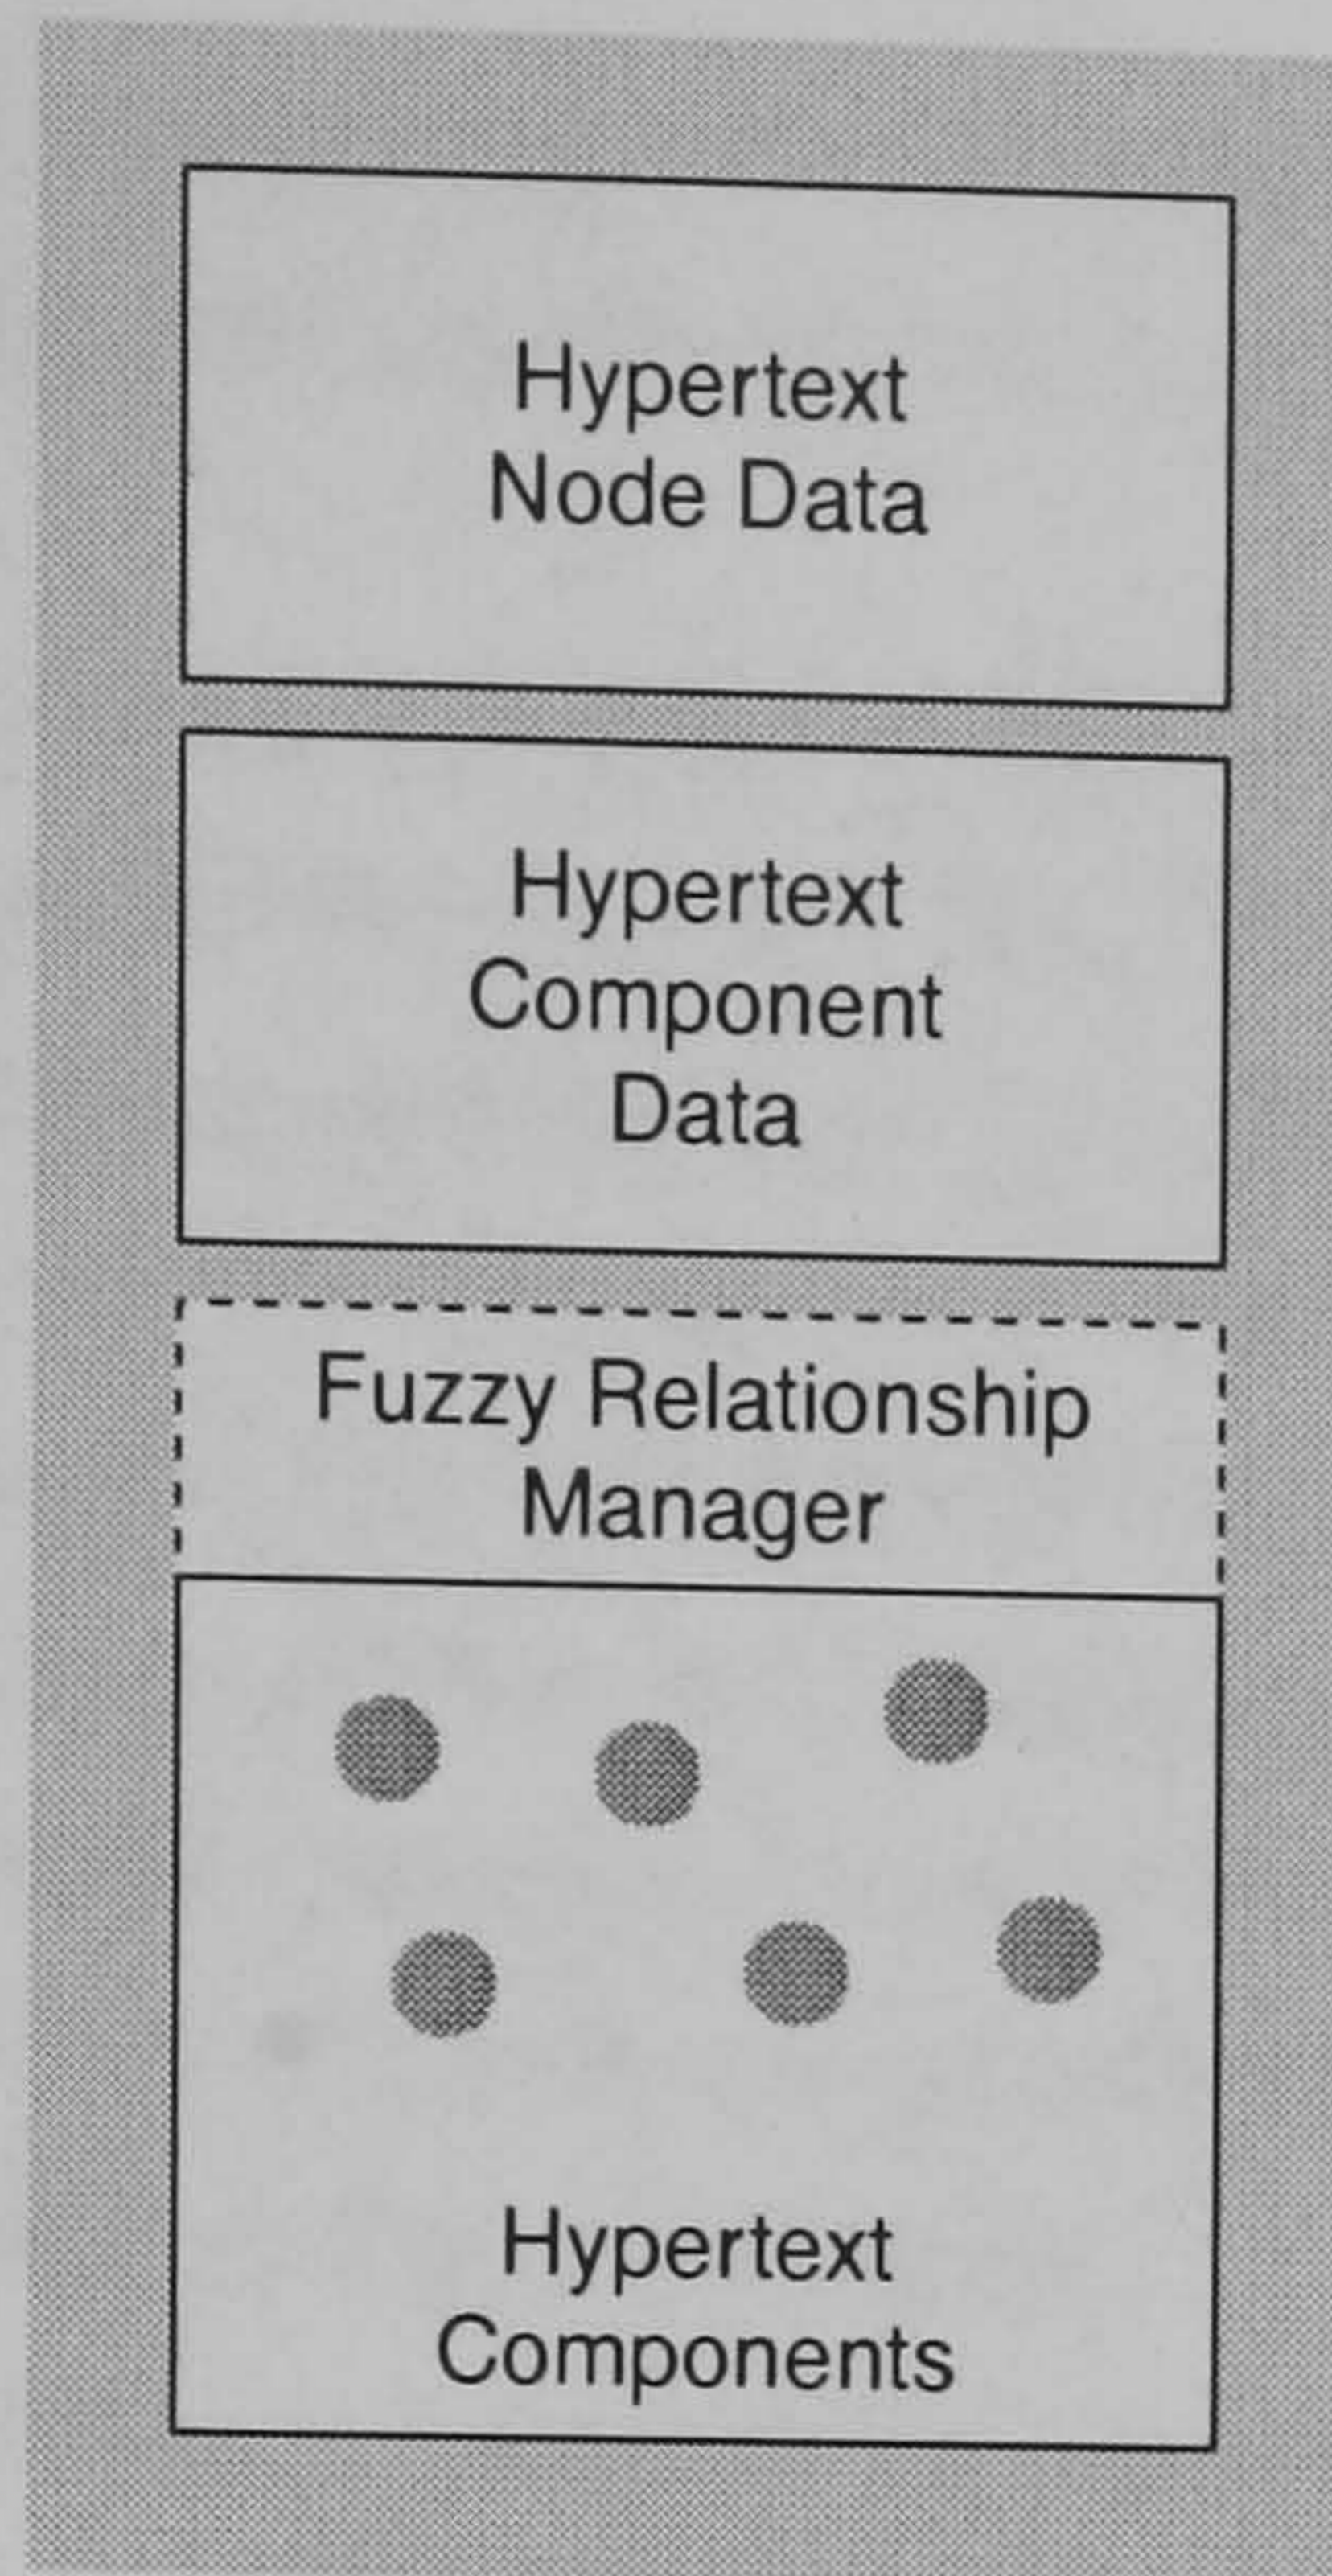 Hypertext
Node Data
Hypertext
Component
Data
Fuzzy Relationship
Manager
Hypertext
Components